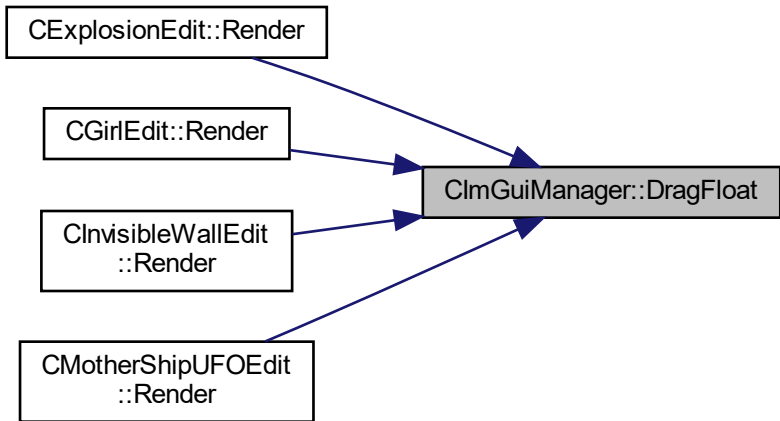 CExplosionEdit::Render
CGirlEdit::Render
CImGuiManager::DragFloat
CInvisibleWallEdit
::Render
CMotherShipUFOEdit
::Render